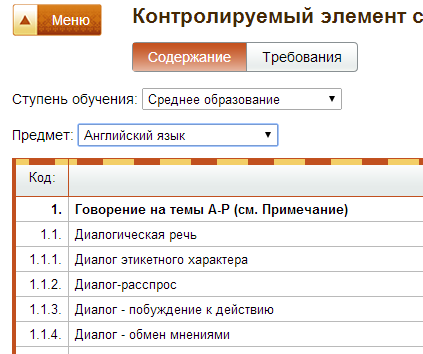 Меню
Контролируемый элемент с
Содержание Требования
Ступень обучения: Среднее образование
Предмет: Английский язык
Код:
1. Говорение на темы А-Р (см. Примечание)
1.1. Диалогическая речь
1.1.1. Диалог этикетного характера
1.1.2. Диалог-расспрос
1.1.3. Диалог - побуждение к действию
1.1.4. Диалог - обмен мнениями